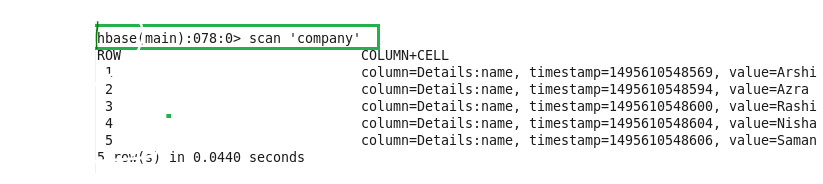 hbase(main):078:0> scan 'company'
ROW COLUMN+CELL
1 column=Details:name, timestamp=1495610548569, value=Arshi
2 column=Details:name, timestamp=1495610548594, value=Azra
3 column=Details:name, timestamp=1495610548600, value=Rashi
4 column=Details:name, timestamp=1495610548604, value=Nisha
5 column=Details:name, timestamp=1495610548606, value=Saman
5 row(s) in 0.0440 seconds